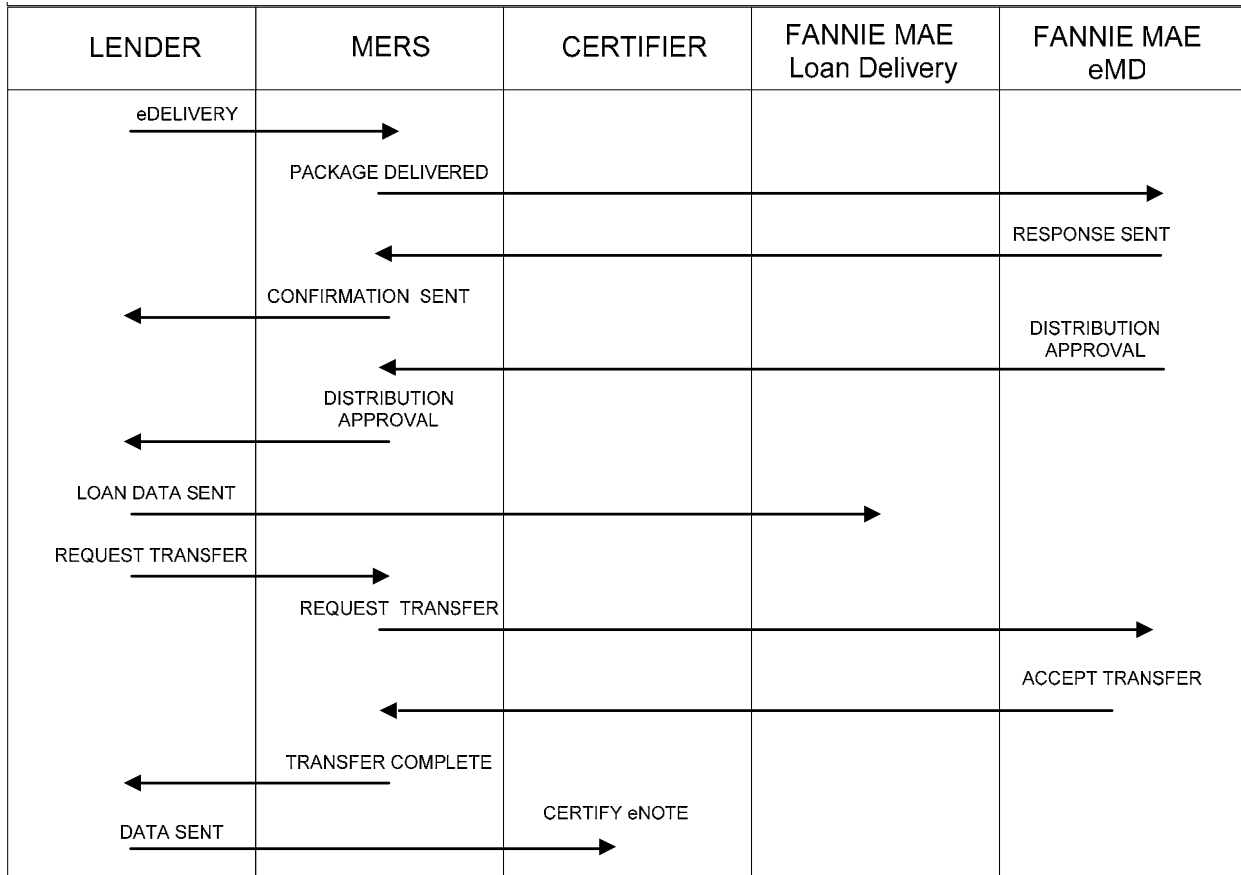 LENDER
MERS
CERTIFIER
FANNIE MAE
Loan Delivery
FANNIE MAE
eMD
eDELIVERY
PACKAGE DELIVERED
RESPONSE SENT
CONFIRMATION SENT
DISTRIBUTION
APPROVAL
DISTRIBUTION
APPROVAL
LOAN DATA SENT
REQUEST TRANSFER
REQUEST TRANSFER
ACCEPT TRANSFER
TRANSFER COMPLETE
CERTIFY eNOTE
DATA SENT